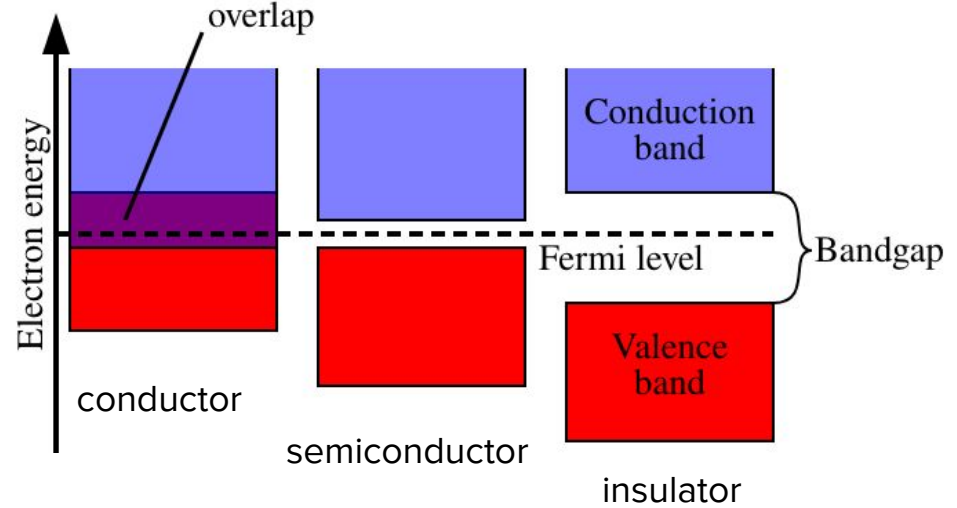 overlap
Electron energy
Conduction
band
Fermi level
Bandgap
Valence
band
conductor
semiconductor
insulator